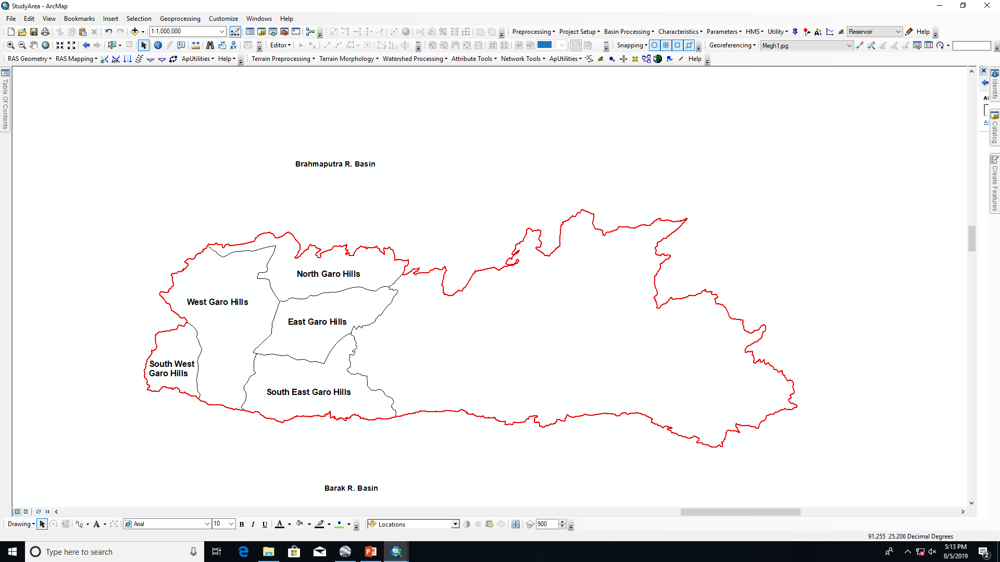 StudyArea - ArcMap
File Edit View Bookmarks Insert Selection Geoprocessing Customize Windows Help
1:1,000,000 Preprocessing Project Setup Basin Processing Characteristics Parameters HMS Utility Reservoir Help
Editor 100% Snapping Georeferencing Megh1.jpg
RAS Geometry RAS Mapping ApUtilities Help Terrain Preprocessing Terrain Morphology Watershed Processing Attribute Tools Network Tools ApUtilities Help
Table Of Contents
Identify
Catalog
Create Features
Brahmaputra R. Basin
North Garo Hills
West Garo Hills
East Garo Hills
South West
Garo Hills
South East Garo Hills
Barak R. Basin
Drawing Arial 10 B I U A Locations 900
91.255 25.206 Decimal Degrees
Type here to search
5:13 PM
8/5/2019
2